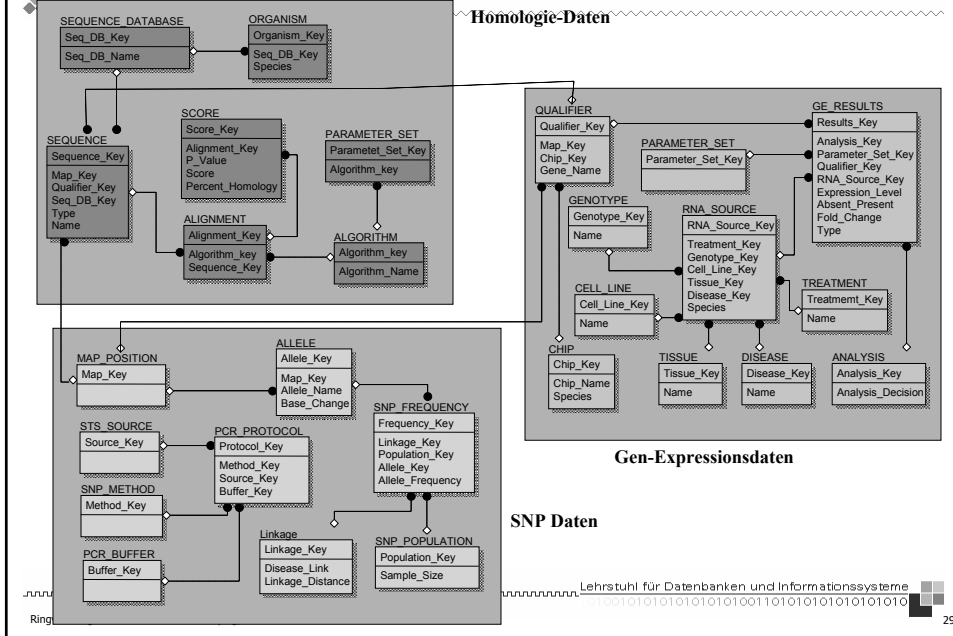 Homologie-Daten
SEQUENCE_DATABASE
Seq_DB_Key
Seq_DB_Name
ORGANISM
Organism_Key
Seq_DB_Key
Species
SEQUENCE
Sequence_Key
Map_Key
Qualifier_Key
Seq_DB_Key
Type
Name
SCORE
Score_Key
Alignment_Key
P_Value
Score
Percent_Homology
PARAMETER_SET
Parametet_Set_Key
Algorithm_key
ALIGNMENT
Alignment_Key
Algorithm_key
Sequence_Key
ALGORITHM
Algorithm_key
Algorithm_Name
QUALIFIER
Qualifier_Key
Map_Key
Chip_Key
Gene_Name
GE_RESULTS
Results_Key
Analysis_Key
Parameter_Set_Key
Qualifier_Key
RNA_Source_Key
Expression_Level
Absent_Present
Fold_Change
Type
PARAMETER_SET
Parameter_Set_Key
GENOTYPE
Genotype_Key
Name
RNA_SOURCE
RNA_Source_Key
Treatment_Key
Genotype_Key
Cell_Line_Key
Tissue_Key
Disease_Key
Species
CELL_LINE
Cell_Line_Key
Name
TREATMENT
Treatmemt_Key
Name
CHIP
Chip_Key
Chip_Name
Species
TISSUE
Tissue_Key
Name
DISEASE
Disease_Key
Name
ANALYSIS
Analysis_Key
Analysis_Decision
Gen-Expressionsdaten
MAP_POSITION
Map_Key
ALLELE
Allele_Key
Map_Key
Allele_Name
Base_Change
STS_SOURCE
Source_Key
PCR_PROTOCOL
Protocol_Key
Method_Key
Source_Key
Buffer_Key
SNP_FREQUENCY
Frequency_Key
Linkage_Key
Population_Key
Allele_Key
Allele_Frequency
SNP_METHOD
Method_Key
PCR_BUFFER
Buffer_Key
Linkage
Linkage_Key
Disease_Link
Linkage_Distance
SNP_POPULATION
Population_Key
Sample_Size
SNP Daten
Lehrstuhl für Datenbanken und Informationssysteme
29